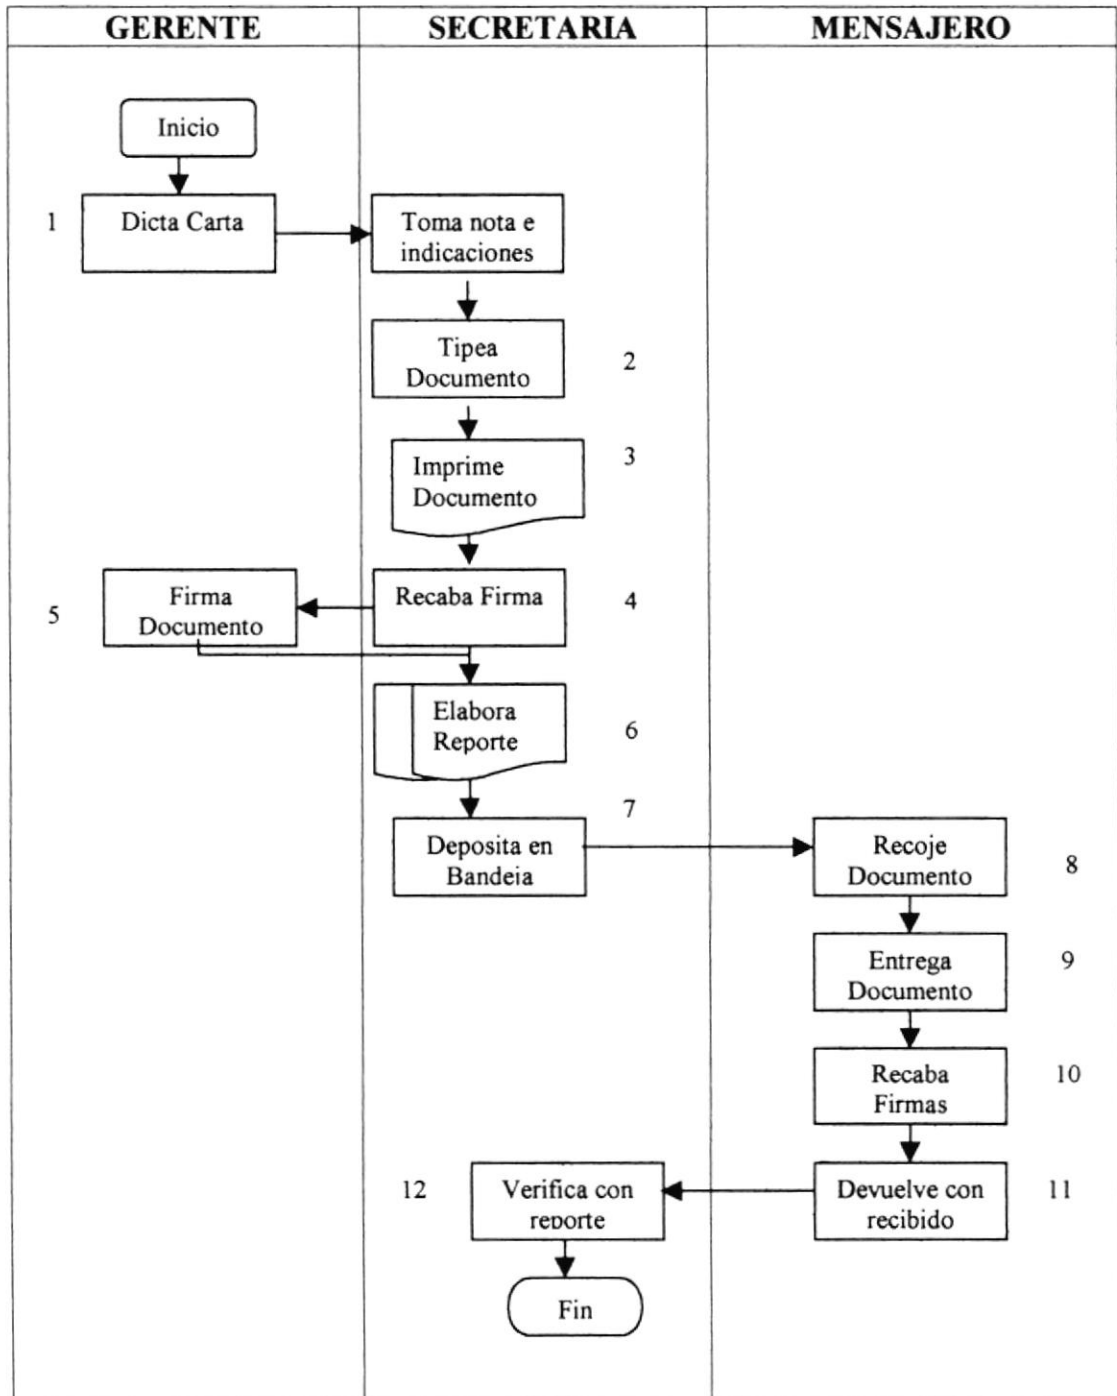 GERENTE
SECRETARIA
MENSAJERO
Inicio
1
Dicta Carta
Toma nota e
indicaciones
Tipea
Documento
2
Imprime
Documento
3
5
Firma
Documento
Recaba Firma
4
Elabora
Reporte
6
7
Deposita en
Bandeia
Recoje
Documento
8
Entrega
Documento
9
Recaba
Firmas
10
12
Verifica con
reporte
Devuelve con
recibido
11
Fin